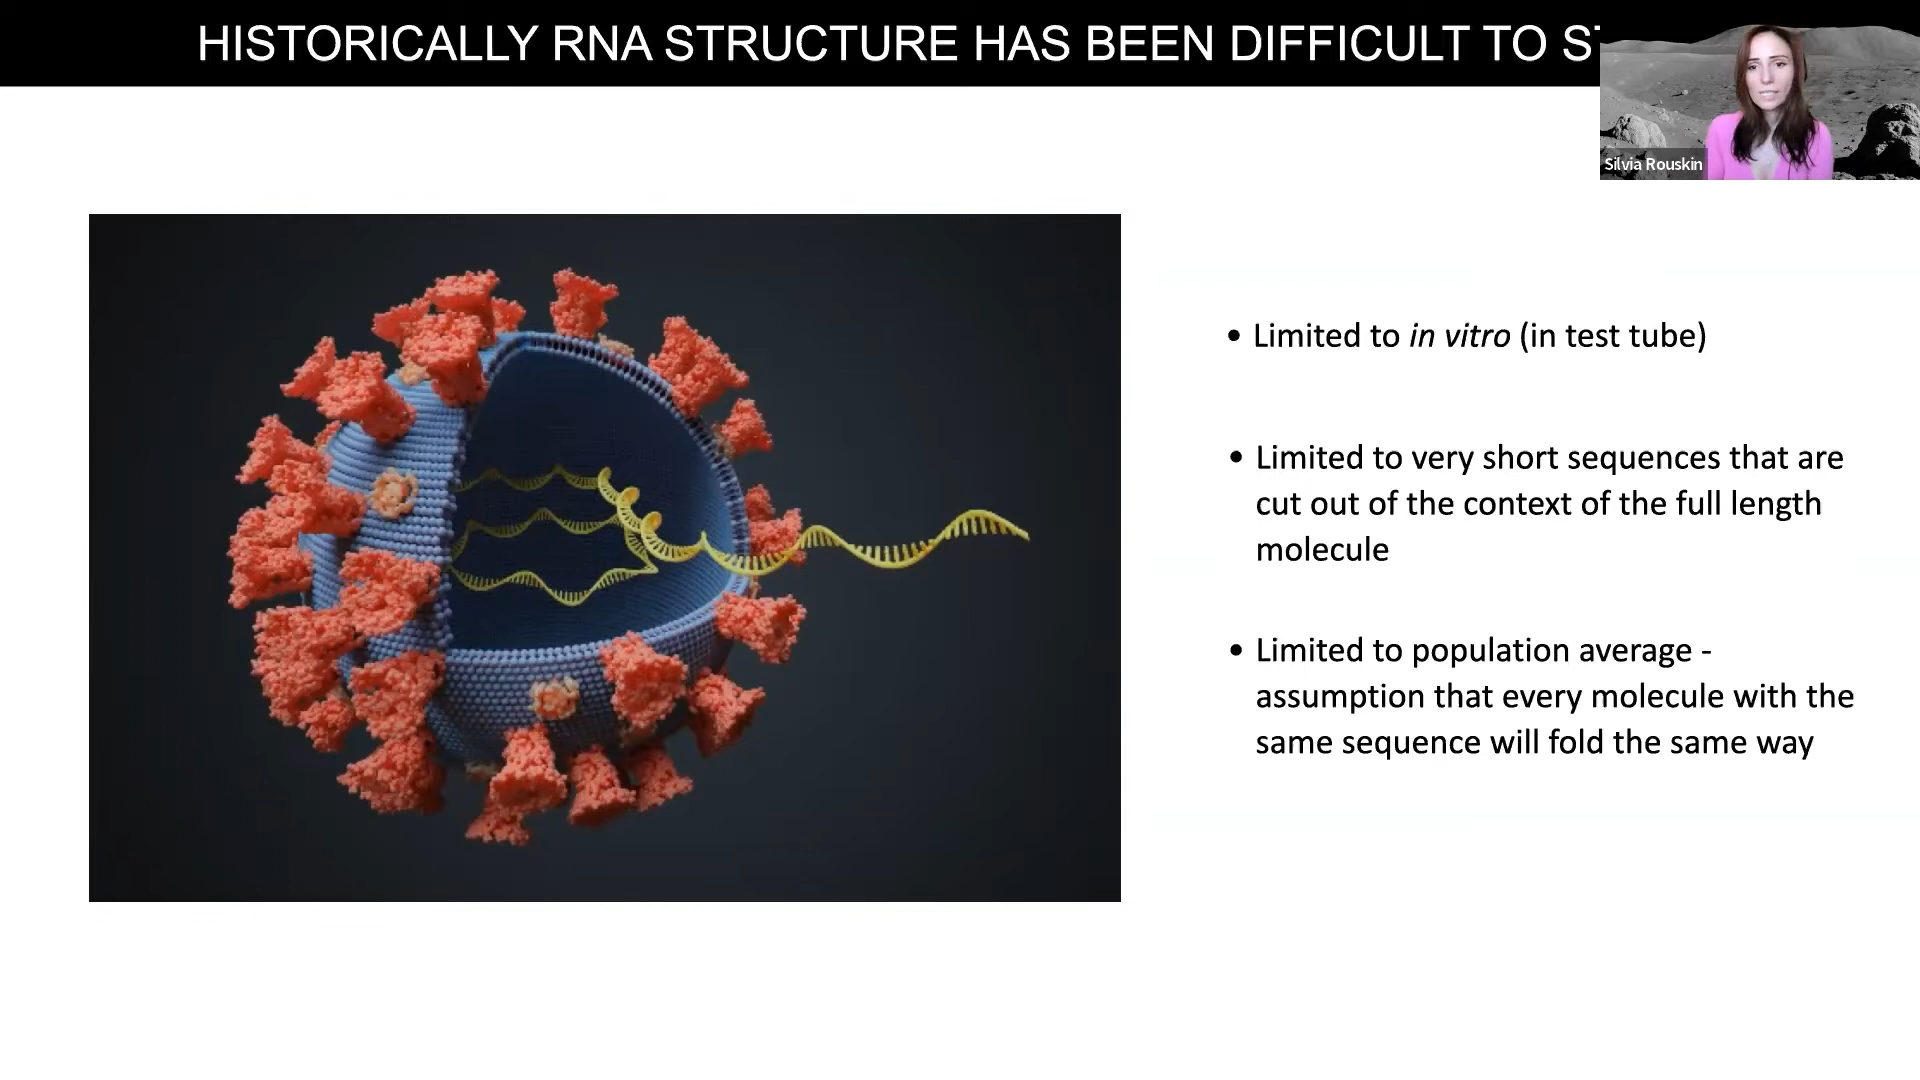 HISTORICALLY RNA STRUCTURE HAS BEEN DIFFICULT TO
Silvia Rouskin
• Limited to in vitro (in test tube)
• Limited to very short sequences that are
cut out of the context of the full length
molecule
• Limited to population average -
assumption that every molecule with the
same sequence will fold the same way